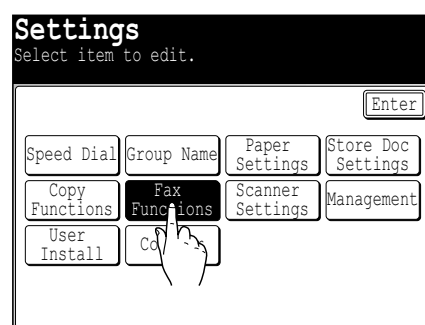 Settings
Select item to edit.
Enter
Speed Dial
Group Name
Paper
Settings
Store Doc
Settings
Copy
Functions
Fax
Functions
Scanner
Settings
Management
User
Install